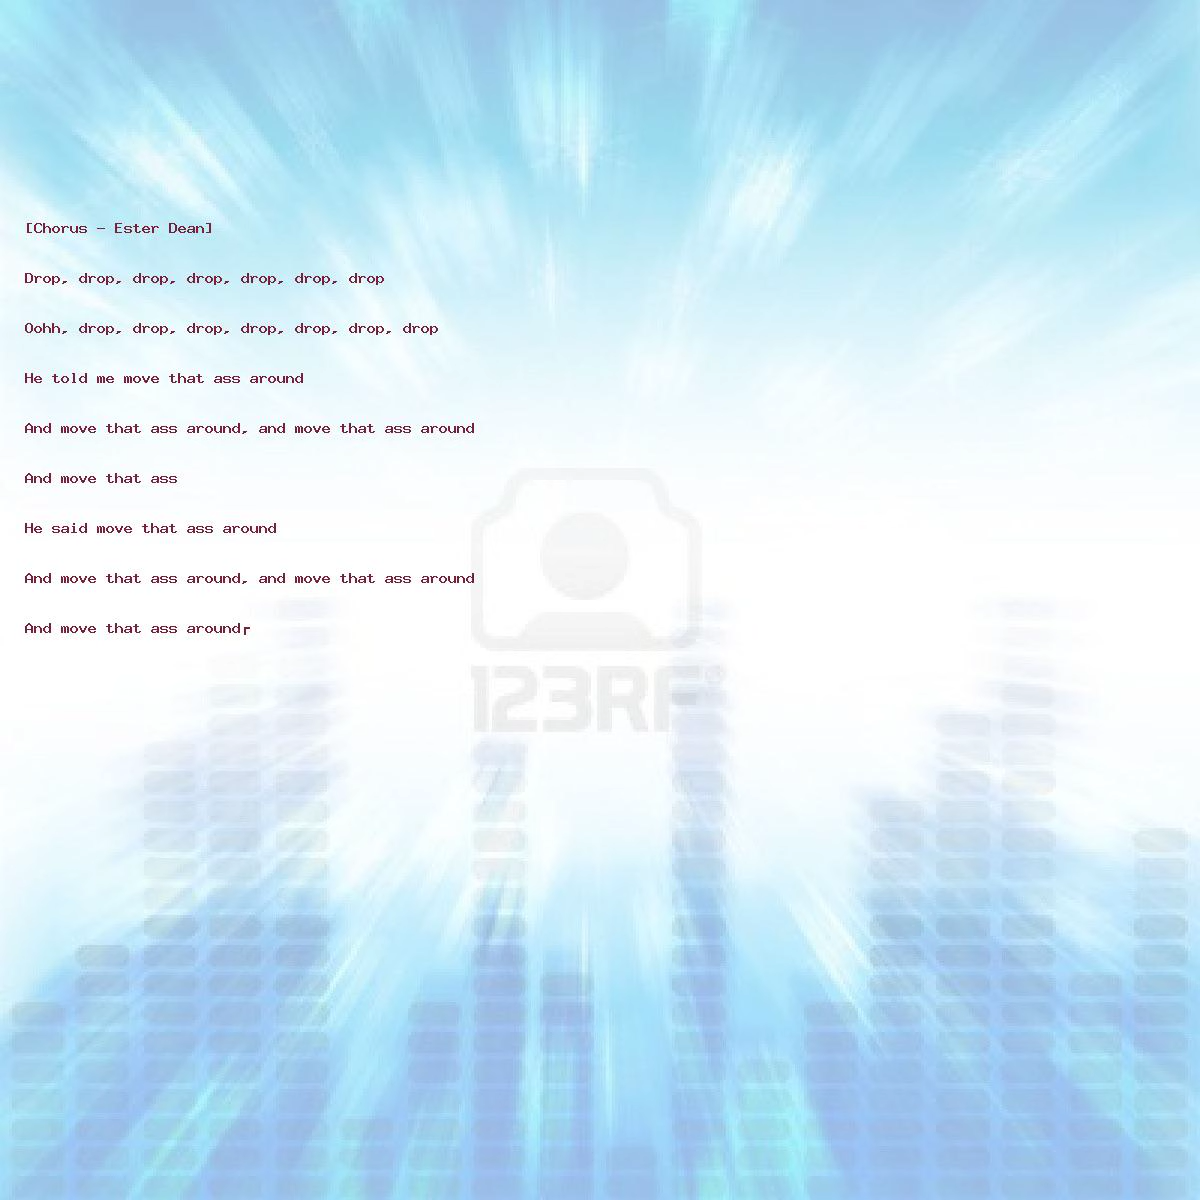 [Chorus - Ester Dean]
Drop, drop, drop, drop, drop, drop, drop
Oohh, drop, drop, drop, drop, drop, drop, drop
He told me move that ass around
And move that ass around, and move that ass around
And move that ass
He said move that ass around
And move that ass around, and move that ass around
And move that ass around┌
123RF®